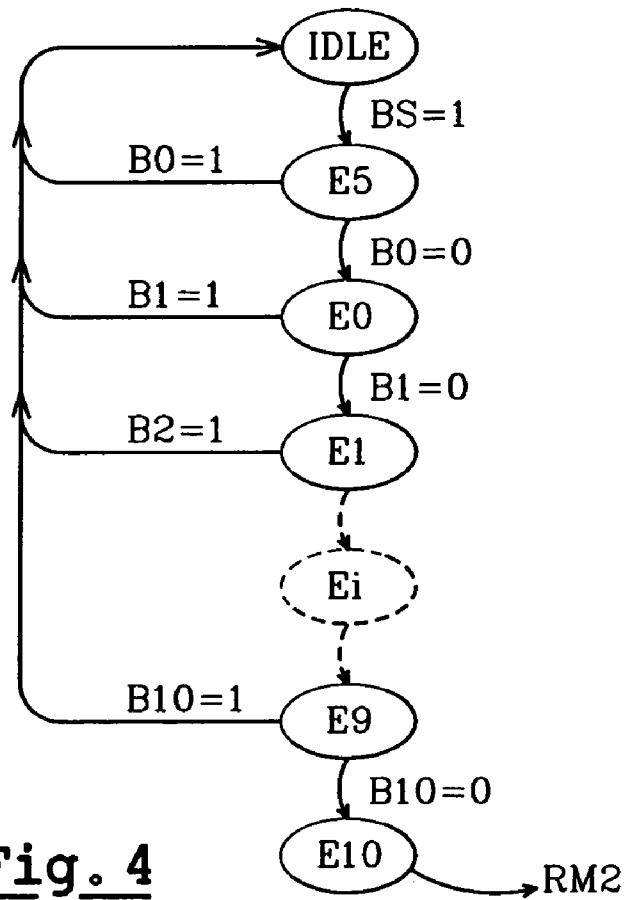 IDLE
BS=1
B0=1
E5
B0=0
B1=1
E0
B1=0
B2=1
E1
Ei
B10=1
E9
B10=0
E10
RM2
Fig. 4